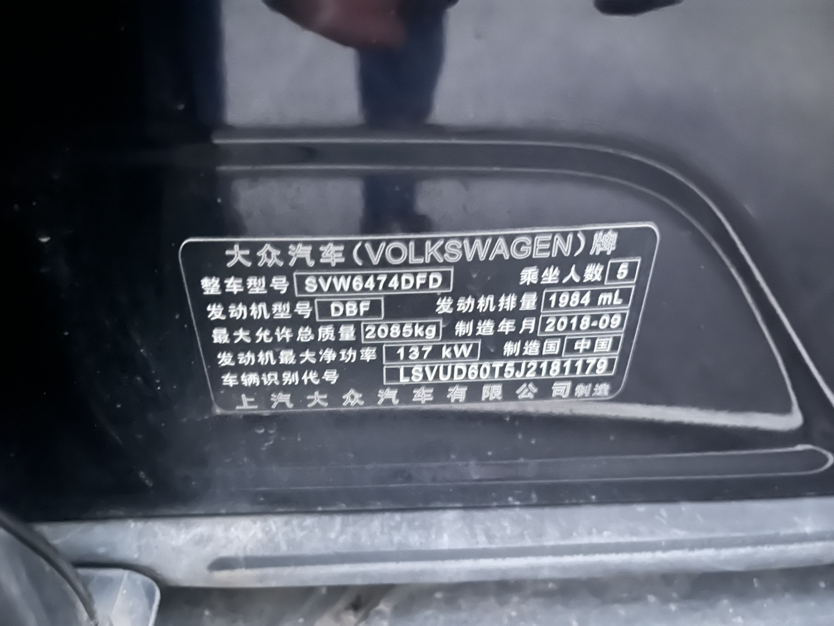 大众汽车(VOLKSWAGEN)牌
整车型号 SVW6474DFD 乘坐人数 5
发动机型号 DBF 发动机排量 1984 mL
最大允许总质量 2085kg 制造年月 2018-09
发动机最大净功率 137 kW 制造国 中国
车辆识别代号 LSVUD60T5J2181179
上汽大众汽车有限公司制造